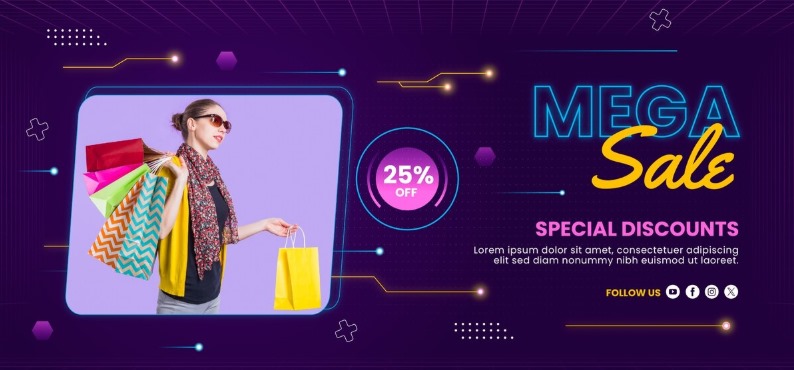 25%
OFF
MEGA
Sale
SPECIAL DISCOUNTS
Lorem ipsum dolor sit amet, consectetuer adipiscing
elit sed diam nonummy nibh euismod ut laoreet.
FOLLOW US